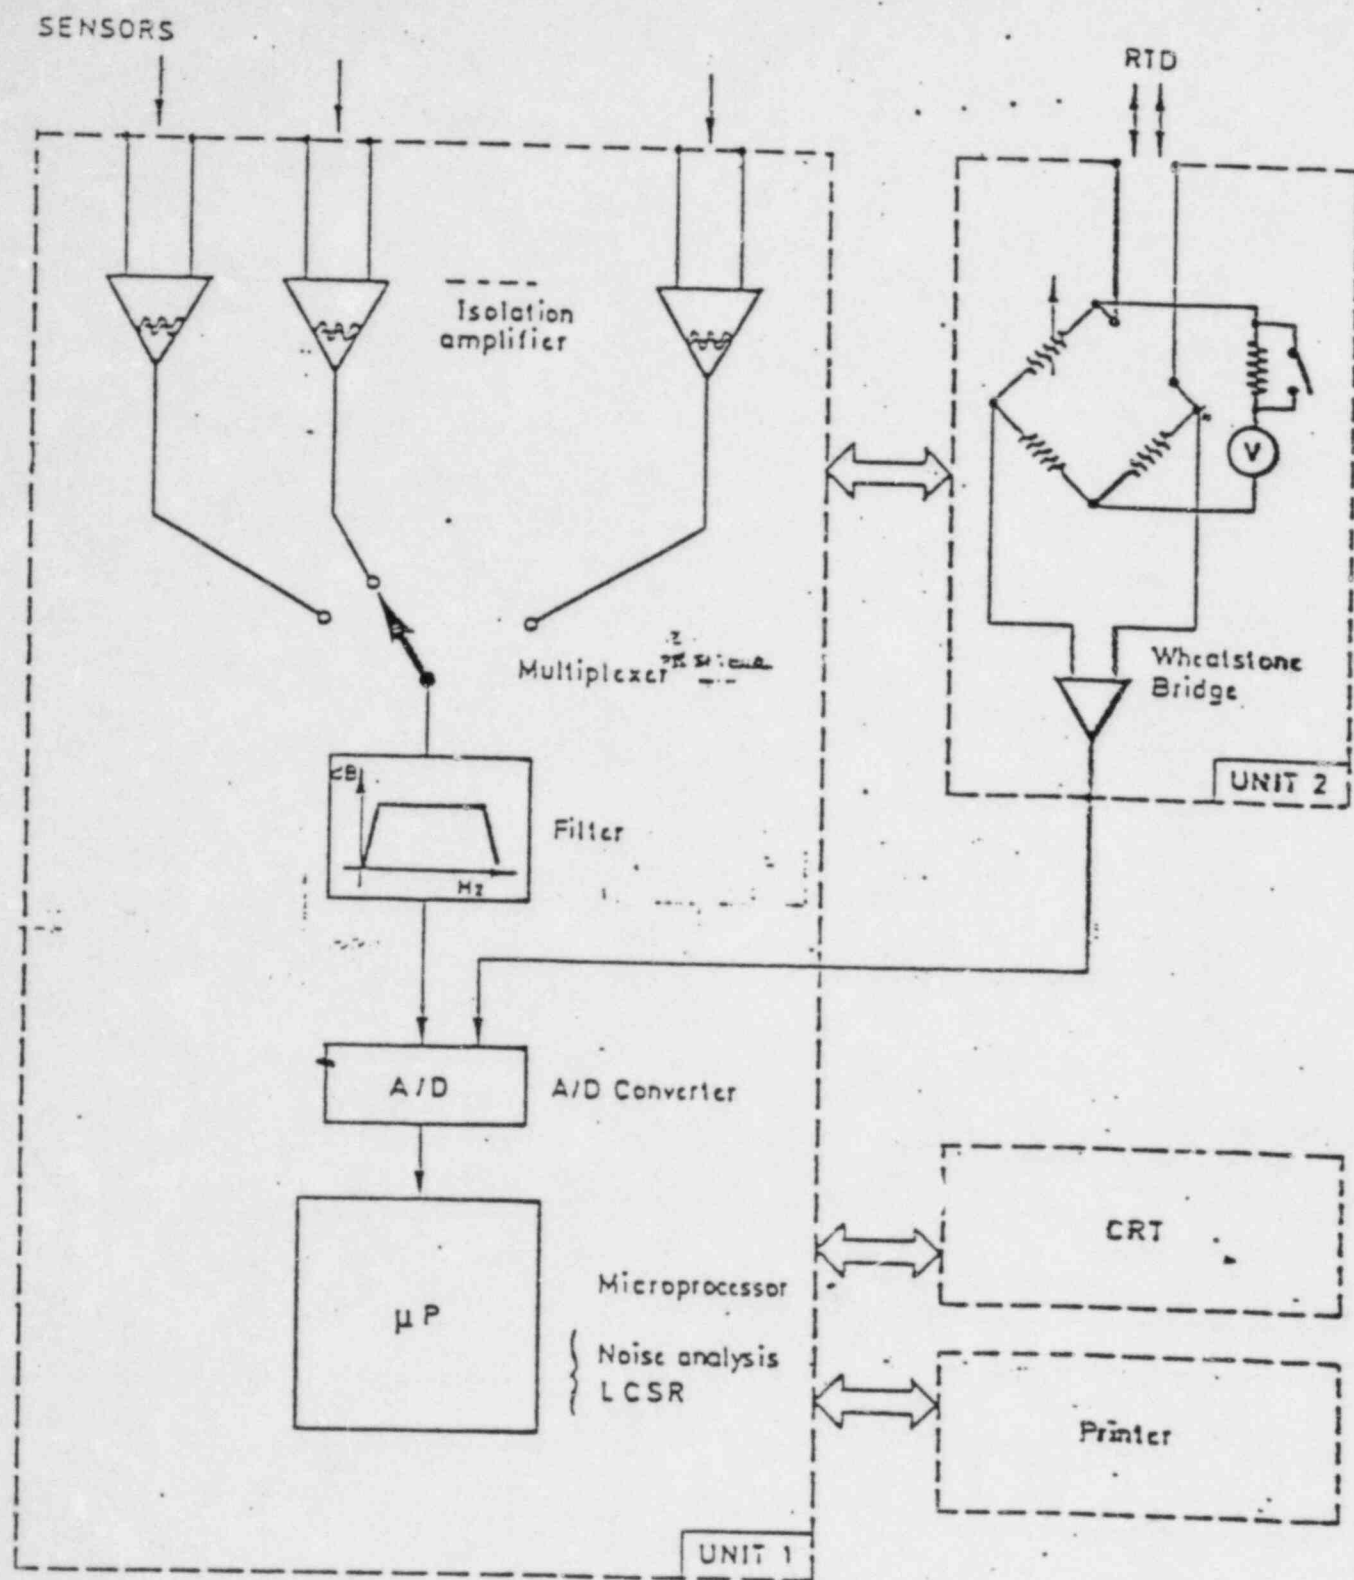 SENSORS
RTD
Isolation
amplifier
V
Multiplexer
Wheatstone
Bridge
UNIT 2
Filter
Hz
A/D
A/D Converter
CRT
Microprocessor
µP
Noise analysis
LCSR
Printer
UNIT 1